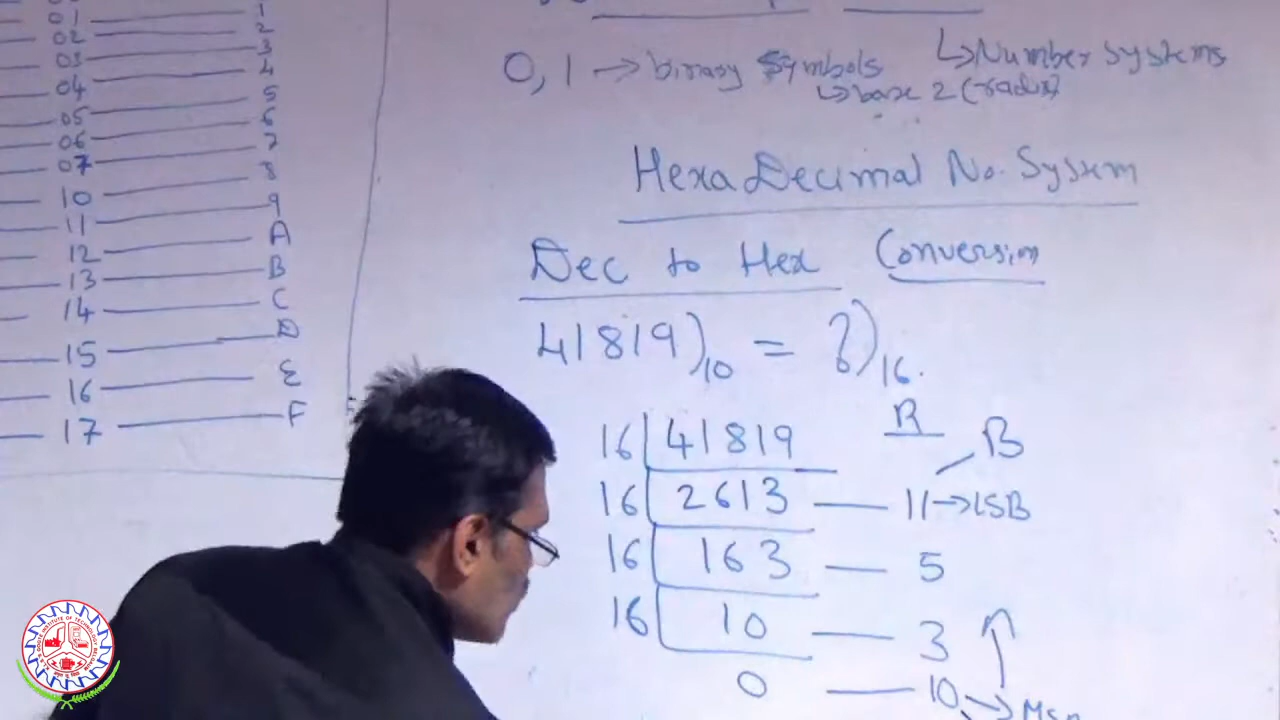 01 1
02 2
03 3
04 4
05 5
06 6
07 7
10 8
11 9
12 A
13 B
14 C
15 D
16 E
17 F
0, 1 → binary Symbols
↳ Number Systems
↳ base 2 (radix)
HexaDecimal No. System
Dec to Hex Conversion
41819)10 = ?)16.
R
16 41819 B
16 2613 — 11 → LSB
16 163 — 5
16 10 — 3
0 — 10 →